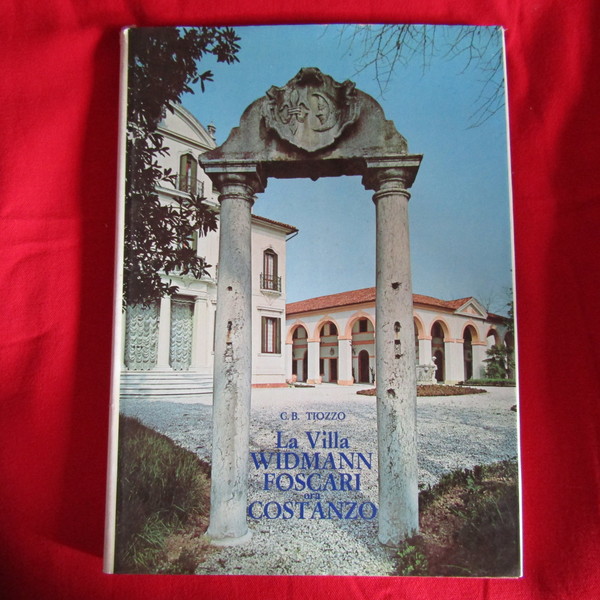 C. B. TIOZZO
La Villa
WIDMANN
FOSCARI
ora
COSTANZO